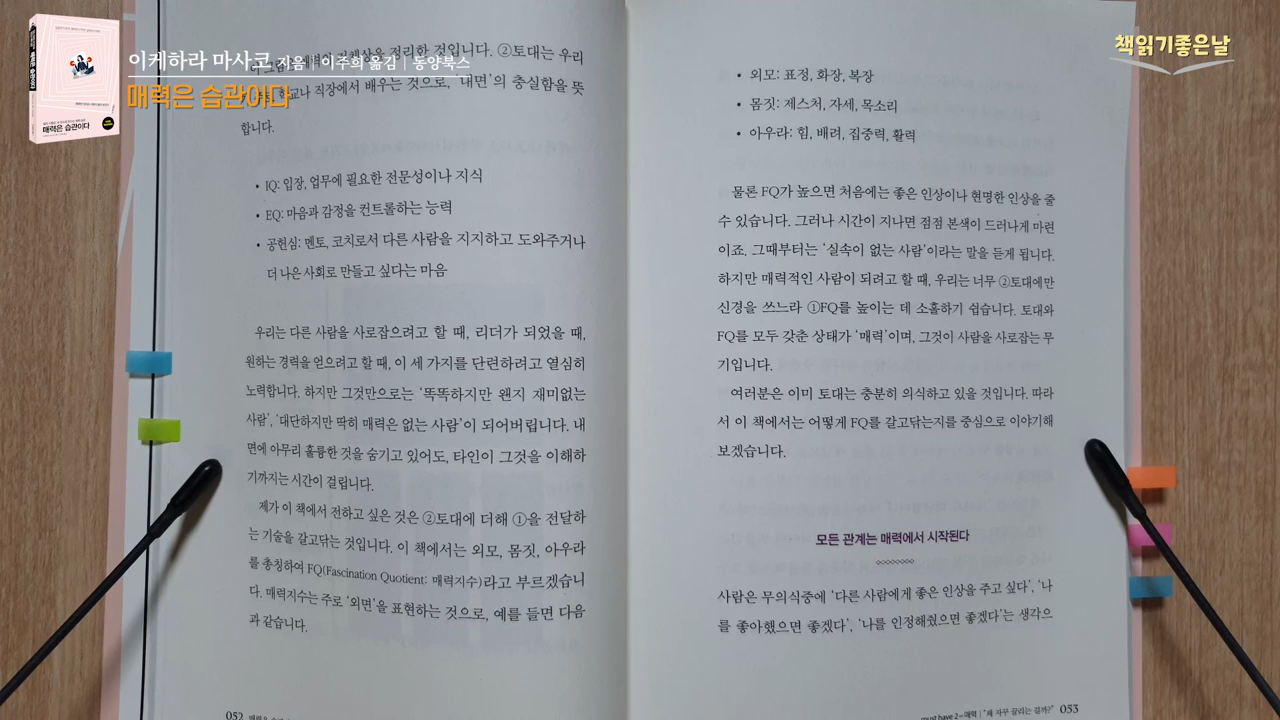 이케하라 마사코 지음 | 이주희 옮김 | 동양북스
매력은 습관이다
책읽기좋은날
매력은 습관이다
정리한 것입니다. ②토대는 우리
직장에서 배우는 것으로, '내면'의 충실함을 뜻
합니다.
• IQ: 입장, 업무에 필요한 전문성이나 지식
• EQ: 마음과 감정을 컨트롤하는 능력
• 공헌심: 멘토, 코치로서 다른 사람을 지지하고 도와주거나
더 나은 사회로 만들고 싶다는 마음
우리는 다른 사람을 사로잡으려고 할 때, 리더가 되었을 때,
원하는 경력을 얻으려고 할 때, 이 세 가지를 단련하려고 열심히
노력합니다. 하지만 그것만으로는 '똑똑하지만 왠지 재미없는
사람', '대단하지만 딱히 매력은 없는 사람'이 되어버립니다. 내
면에 아무리 훌륭한 것을 숨기고 있어도, 타인이 그것을 이해하
기까지는 시간이 걸립니다.
제가 이 책에서 전하고 싶은 것은 ②토대에 더해 ①을 전달하
는 기술을 갈고닦는 것입니다. 이 책에서는 외모, 몸짓, 아우라
를 총칭하여 FQ(Fascination Quotient: 매력지수)라고 부르겠습니
다. 매력지수는 주로 '외면'을 표현하는 것으로, 예를 들면 다음
과 같습니다.
052
• 외모: 표정, 화장, 복장
• 몸짓: 제스처, 자세, 목소리
• 아우라: 힘, 배려, 집중력, 활력
물론 FQ가 높으면 처음에는 좋은 인상이나 현명한 인상을 줄
수 있습니다. 그러나 시간이 지나면 점점 본색이 드러나게 마련
이죠. 그때부터는 '실속이 없는 사람'이라는 말을 듣게 됩니다.
하지만 매력적인 사람이 되려고 할 때, 우리는 너무 ②토대에만
신경을 쓰느라 ①FQ를 높이는 데 소홀하기 쉽습니다. 토대와
FQ를 모두 갖춘 상태가 '매력'이며, 그것이 사람을 사로잡는 무
기입니다.
여러분은 이미 토대는 충분히 의식하고 있을 것입니다. 따라
서 이 책에서는 어떻게 FQ를 갈고닦는지를 중심으로 이야기해
보겠습니다.
모든 관계는 매력에서 시작된다
사람은 무의식중에 '다른 사람에게 좋은 인상을 주고 싶다', '나
를 좋아했으면 좋겠다', '나를 인정해줬으면 좋겠다'는 생각으
must have 2-매력 | "왜 자꾸 끌리는 걸까?" 053